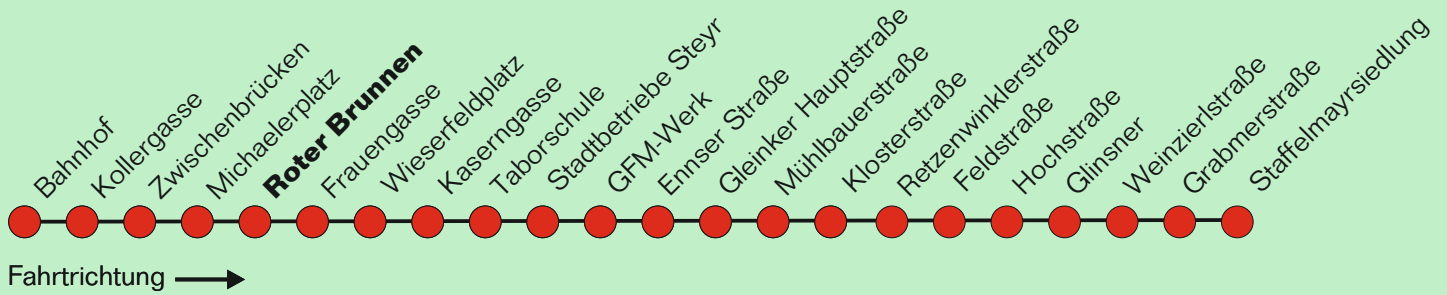 Bahnhof
Kollergasse
Zwischenbrücken
Michaelerplatz
Roter Brunnen
Frauengasse
Wieserfeldplatz
Kaserngasse
Taborschule
Stadtbetriebe Steyr
GFM-Werk
Ennser Straße
Gleinker Hauptstraße
Mühlbauerstraße
Klosterstraße
Retzenwinklerstraße
Feldstraße
Hochstraße
Glinsner
Weinzierlstraße
Grabmerstraße
Staffelmayrsiedlung
Fahrtrichtung